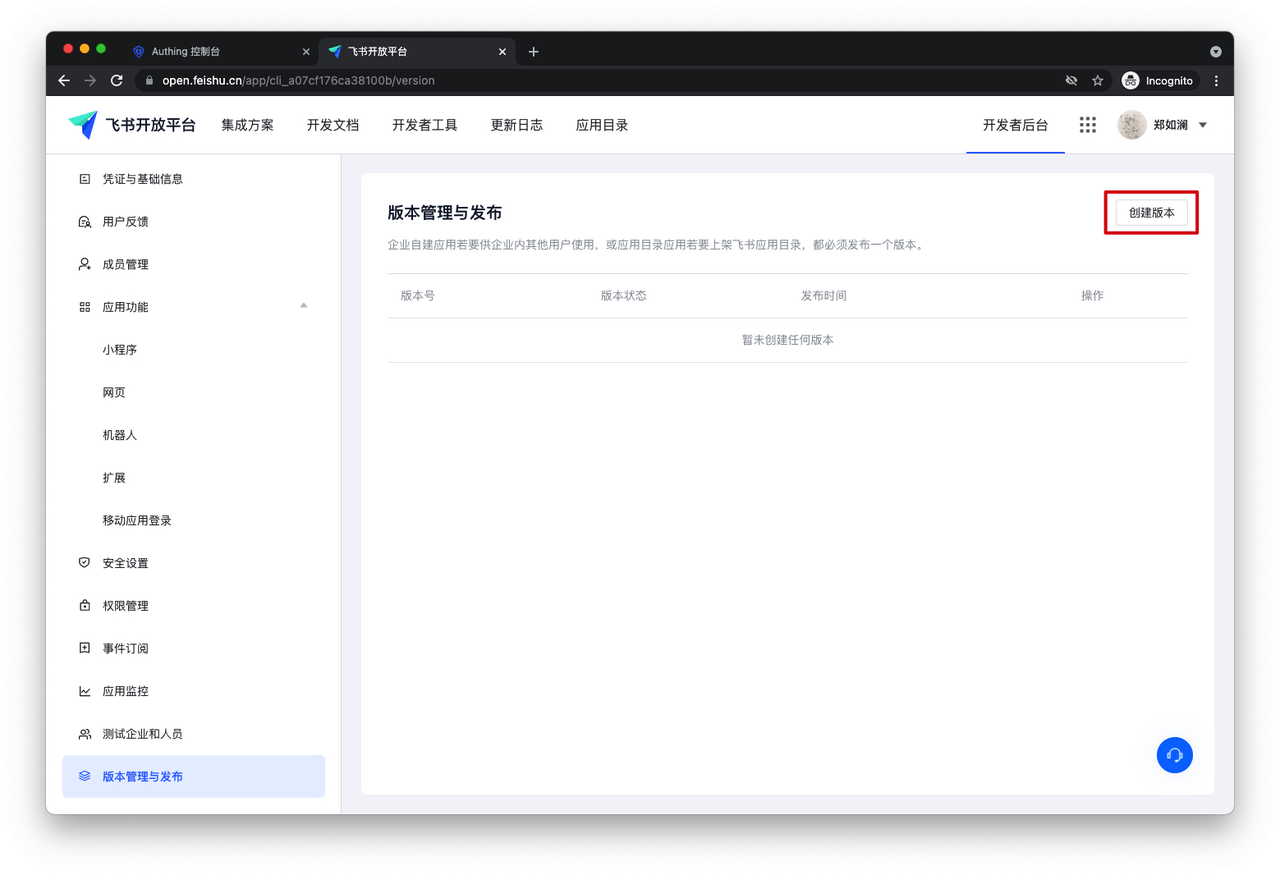 Authing 控制台
飞书开放平台
open.feishu.cn/app/cli_a07cf176ca38100b/version
Incognito
飞书开放平台
集成方案
开发文档
开发者工具
更新日志
应用目录
开发者后台
郑如澜
凭证与基础信息
用户反馈
成员管理
应用功能
小程序
网页
机器人
扩展
移动应用登录
安全设置
权限管理
事件订阅
应用监控
测试企业和人员
版本管理与发布
版本管理与发布
创建版本
企业自建应用若要供企业内其他用户使用，或应用目录应用若要上架飞书应用目录，都必须发布一个版本。
版本号 版本状态 发布时间 操作
暂未创建任何版本